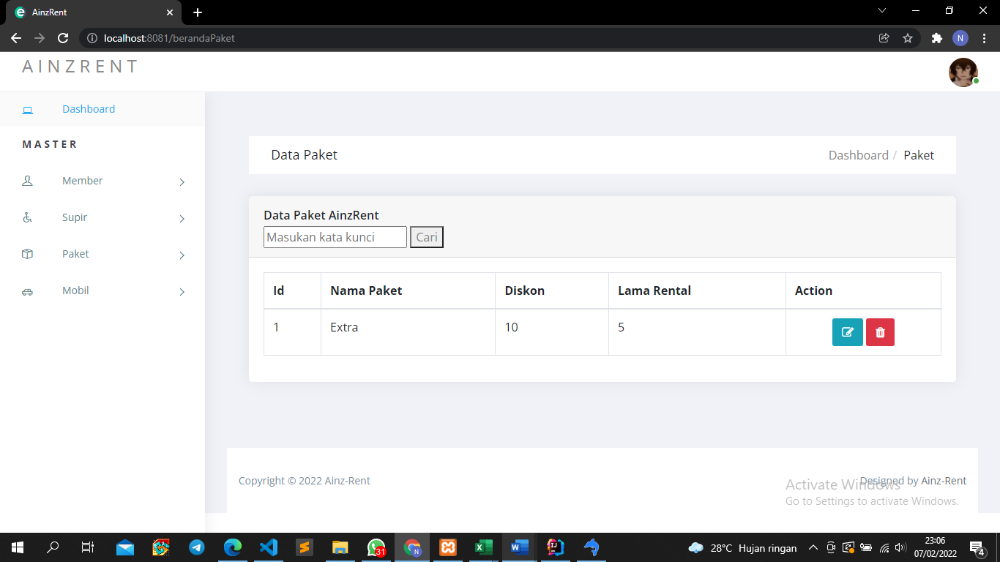 AinzRent
localhost:8081/berandaPaket
N
AINZRENT
Dashboard
MASTER
Member
Supir
Paket
Mobil
Data Paket
Dashboard / Paket
Data Paket AinzRent
Masukan kata kunci Cari
Id Nama Paket Diskon Lama Rental Action
1 Extra 10 5
Copyright © 2022 Ainz-Rent
Designed by Ainz-Rent
Activate Windows
Go to Settings to activate Windows.
31
N
28°C Hujan ringan
23:06
07/02/2022
4